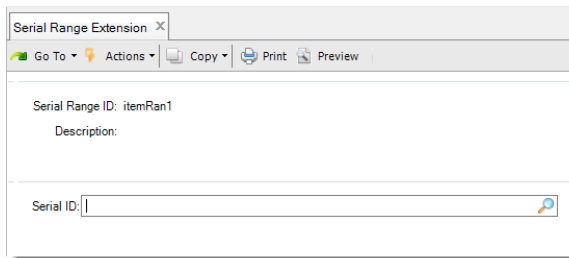 Serial Range Extension
Go To Actions Copy Print Preview
Serial Range ID: itemRan1
Description:
Serial ID: